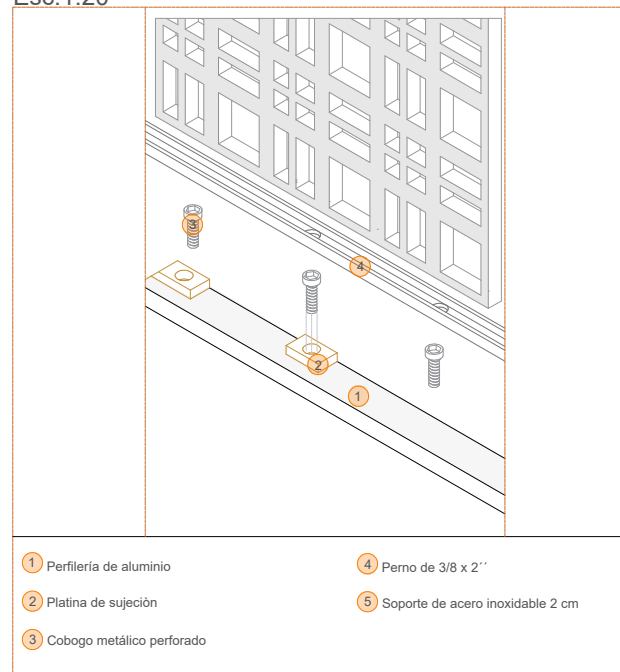 Esc.1:20
3
4
2
1
1 Perfilería de aluminio
2 Platina de sujeciòn
3 Cobogo metálico perforado
4 Perno de 3/8 x 2´´
5 Soporte de acero inoxidable 2 cm